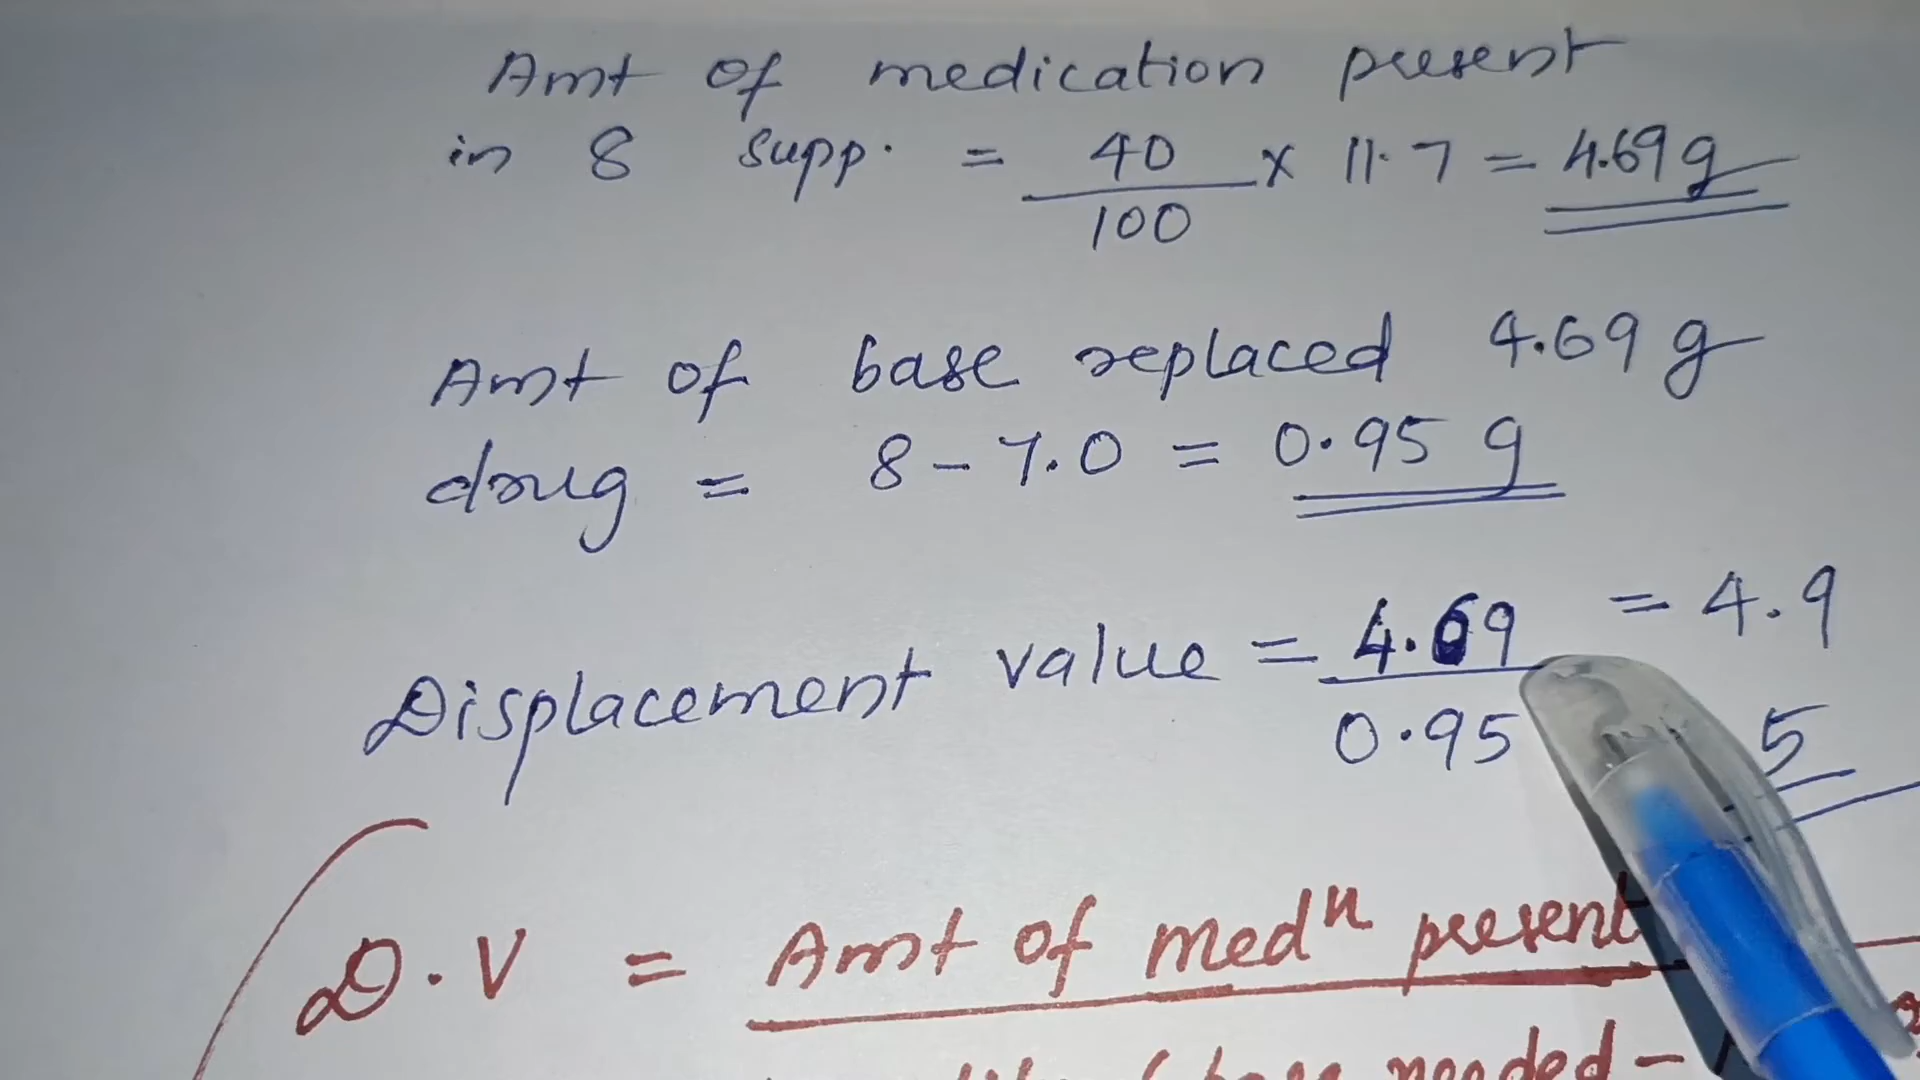 Amt of medication present
in 8 supp. = 40/100 x 11.7 = 4.69 g
Amt of base replaced 4.69 g
drug = 8 - 7.0 = 0.95 g
Displacement value = 4.69/0.95 = 4.9
5
D.V = Amt of medn present
needed -